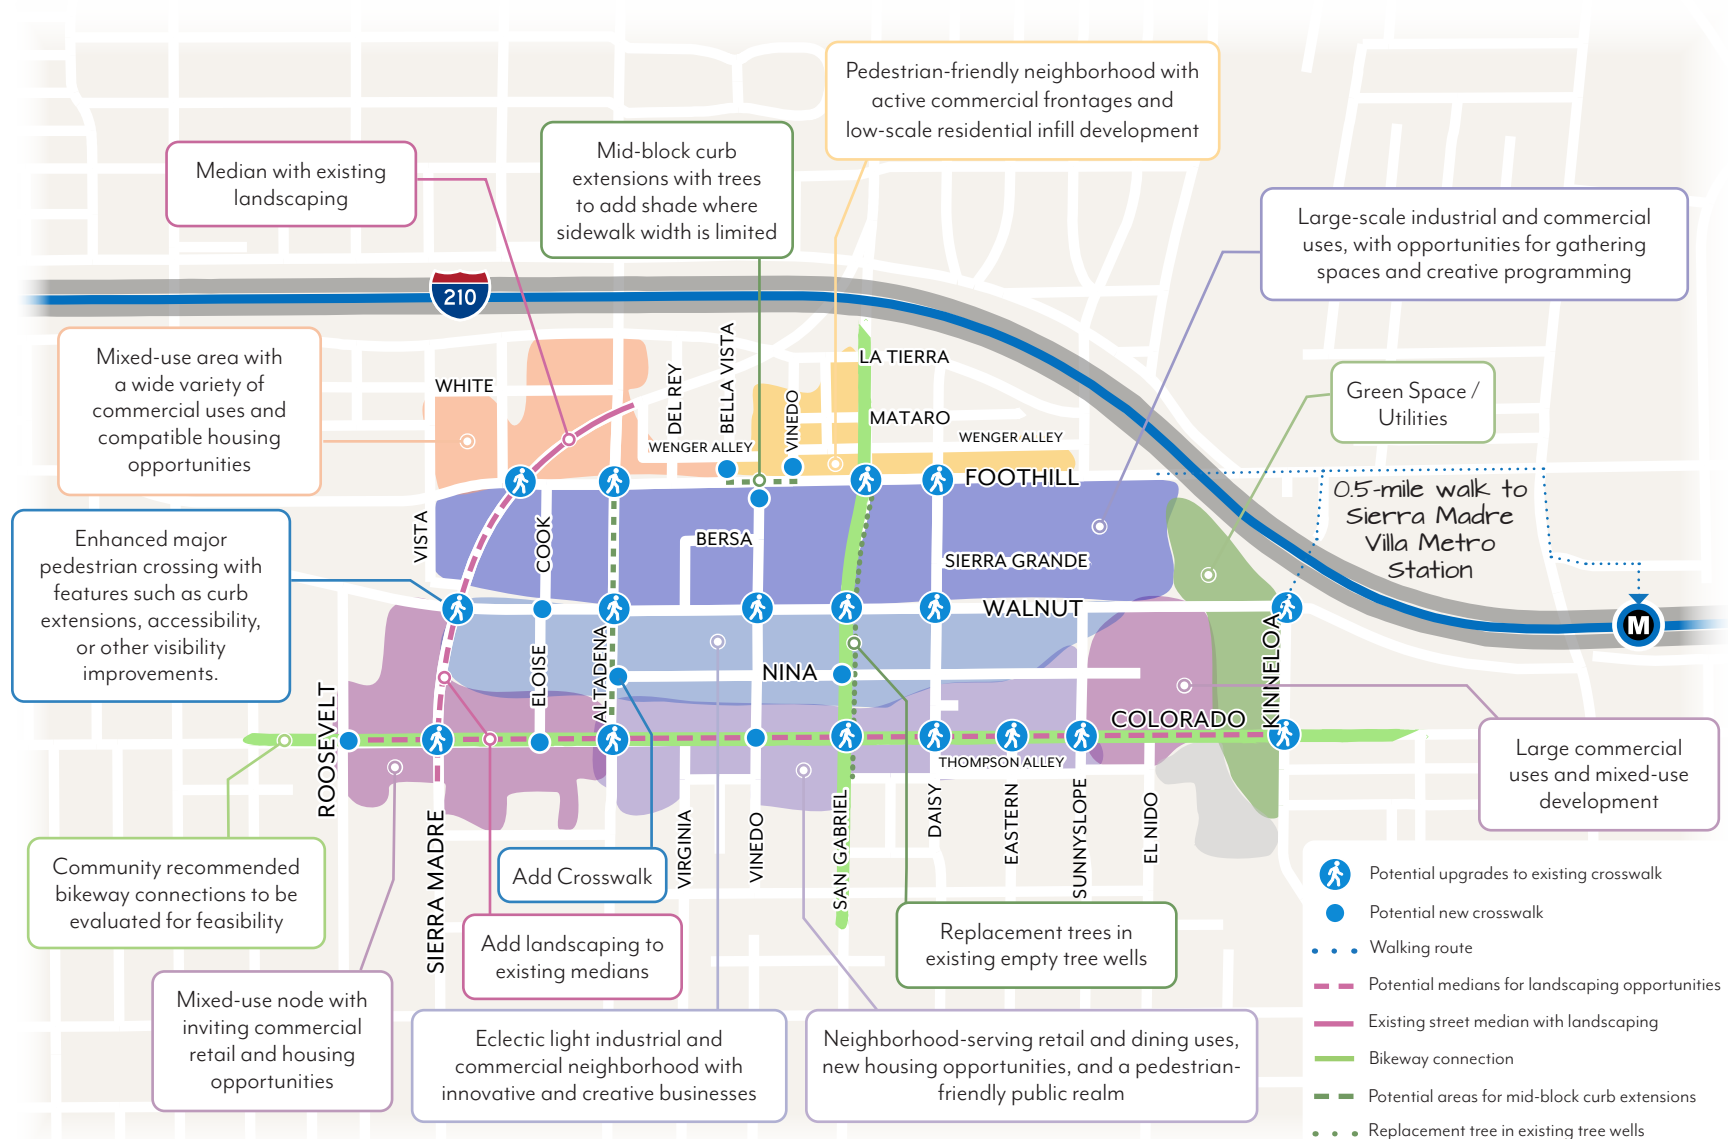 Pedestrian-friendly neighborhood with
active commercial frontages and
low-scale residential infill development
Mid-block curb
extensions with trees
to add shade where
sidewalk width is limited
Median with existing
landscaping
Large-scale industrial and commercial
uses, with opportunities for gathering
spaces and creative programming
210
Mixed-use area with
a wide variety of
commercial uses and
compatible housing
opportunities
Green Space /
Utilities
WHITE
DEL REY
BELLA VISTA
VINEDO
LA TIERRA
MATARO
WENGER ALLEY
WENGER ALLEY
FOOTHILL
0.5-mile walk to
Sierra Madre
Villa Metro
Station
Enhanced major
pedestrian crossing with
features such as curb
extensions, accessibility,
or other visibility
improvements.
VISTA
COOK
BERSA
SIERRA GRANDE
WALNUT
M
ELOISE
ALTADENA
NINA
KINNELOA
ROOSEVELT
COLORADO
THOMPSON ALLEY
Large commercial
uses and mixed-use
development
SIERRA MADRE
VIRGINIA
VINEDO
SAN GABRIEL
DAISY
EASTERN
SUNNYSLOPE
EL NIDO
Community recommended
bikeway connections to be
evaluated for feasibility
Add Crosswalk
Add landscaping to
existing medians
Replacement trees in
existing empty tree wells
Mixed-use node with
inviting commercial
retail and housing
opportunities
Eclectic light industrial and
commercial neighborhood with
innovative and creative businesses
Neighborhood-serving retail and dining uses,
new housing opportunities, and a pedestrian-
friendly public realm
Potential upgrades to existing crosswalk
Potential new crosswalk
Walking route
Potential medians for landscaping opportunities
Existing street median with landscaping
Bikeway connection
Potential areas for mid-block curb extensions
Replacement tree in existing tree wells